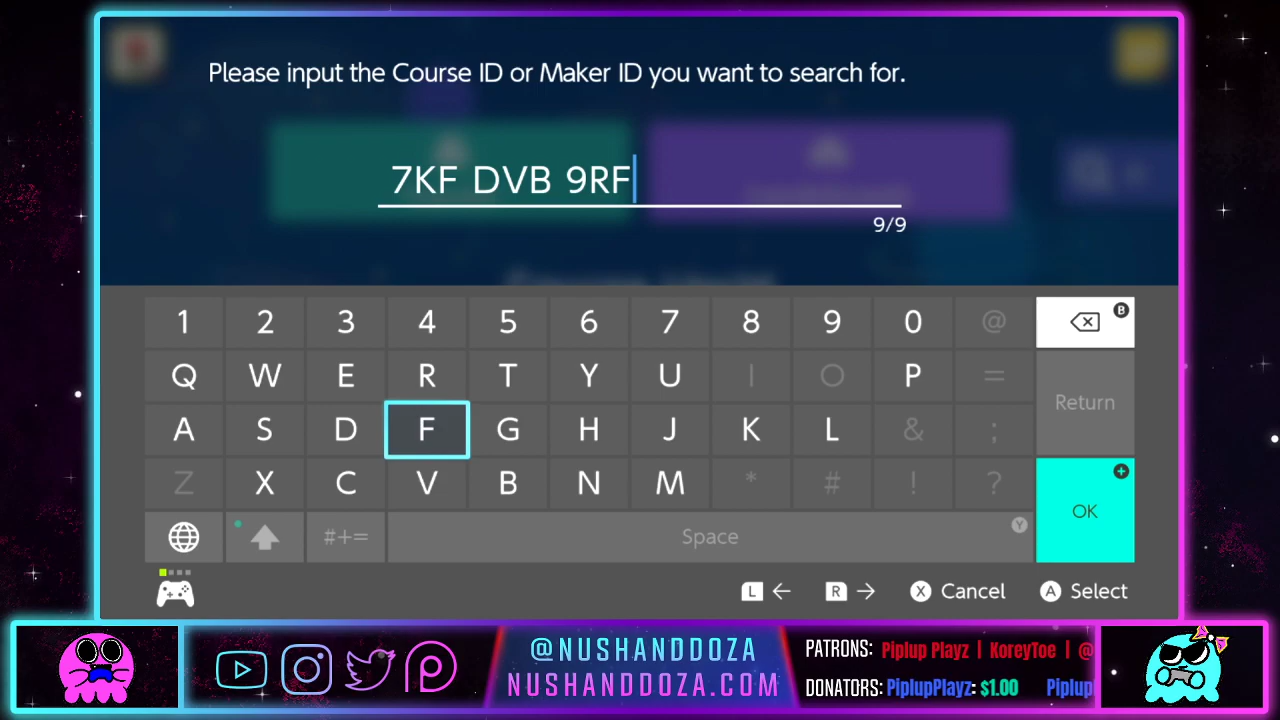 Please input the Course ID or Maker ID you want to search for.
7KF DVB 9RF
9/9
1 2 3 4 5 6 7 8 9 0 @ B
Q W E R T Y U I O P = Return
A S D F G H J K L & ;
Z X C V B N M * # ! ? + OK
#+= Space Y
L ← R → X Cancel A Select
@NUSHANDDOZA
NUSHANDDOZA.COM
PATRONS: Piplup Playz | KoreyToe | @
DONATORS: PiplupPlayz: $1.00 Piplup